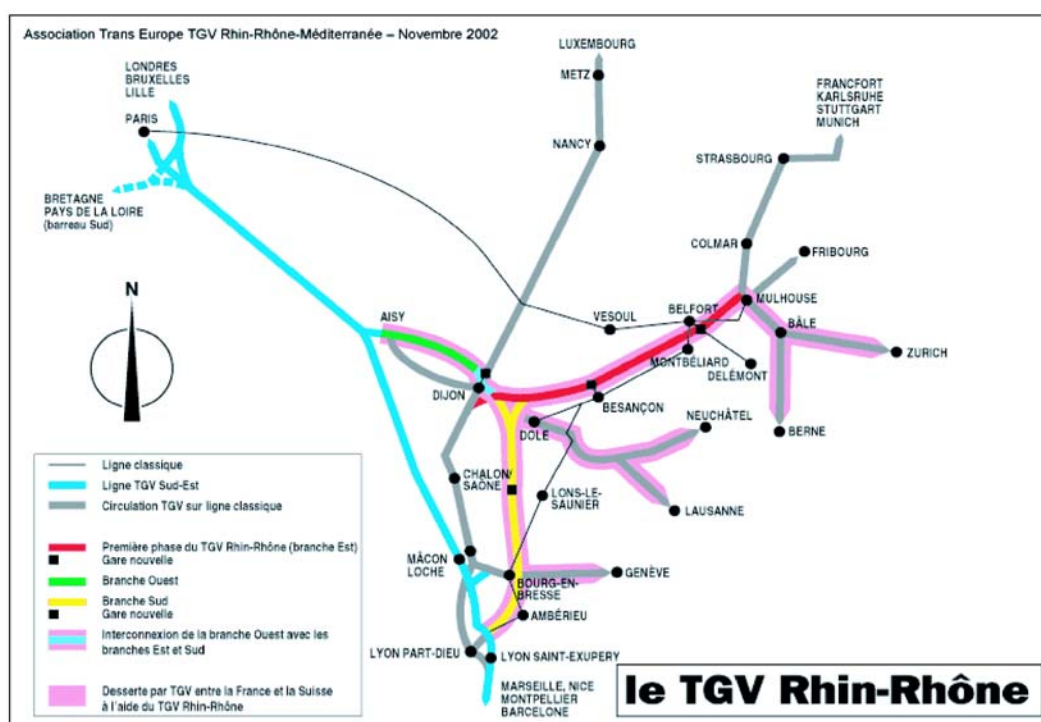 Association Trans Europe TGV Rhin-Rhône-Méditerranée – Novembre 2002
LUXEMBOURG
METZ
LONDRES
BRUXELLES
LILLE
PARIS
FRANCFORT
KARLSRUHE
STUTTGART
MUNICH
NANCY
STRASBOURG
BRETAGNE
PAYS DE LA LOIRE
(barreau Sud)
COLMAR
FRIBOURG
N
AISY
VESOUL
BELFORT
MULHOUSE
BÂLE
ZURICH
MONTBÉLIARD
DELÉMONT
DIJON
BESANÇON
NEUCHÂTEL
DOLE
BERNE
CHALON/
SAÔNE
LONS-LE-
SAUNIER
LAUSANNE
MÂCON
LOCHE
BOURG-EN-
BRESSE
GENÈVE
AMBÉRIEU
LYON PART-DIEU
LYON SAINT-EXUPERY
MARSEILLE, NICE
MONTPELLIER
BARCELONE
Ligne classique
Ligne TGV Sud-Est
Circulation TGV sur ligne classique
Première phase du TGV Rhin-Rhône (branche Est)
Gare nouvelle
Branche Ouest
Branche Sud
Gare nouvelle
Interconnexion de la branche Ouest avec les
branches Est et Sud
Desserte par TGV entre la France et la Suisse
à l'aide du TGV Rhin-Rhône
le TGV Rhin-Rhône